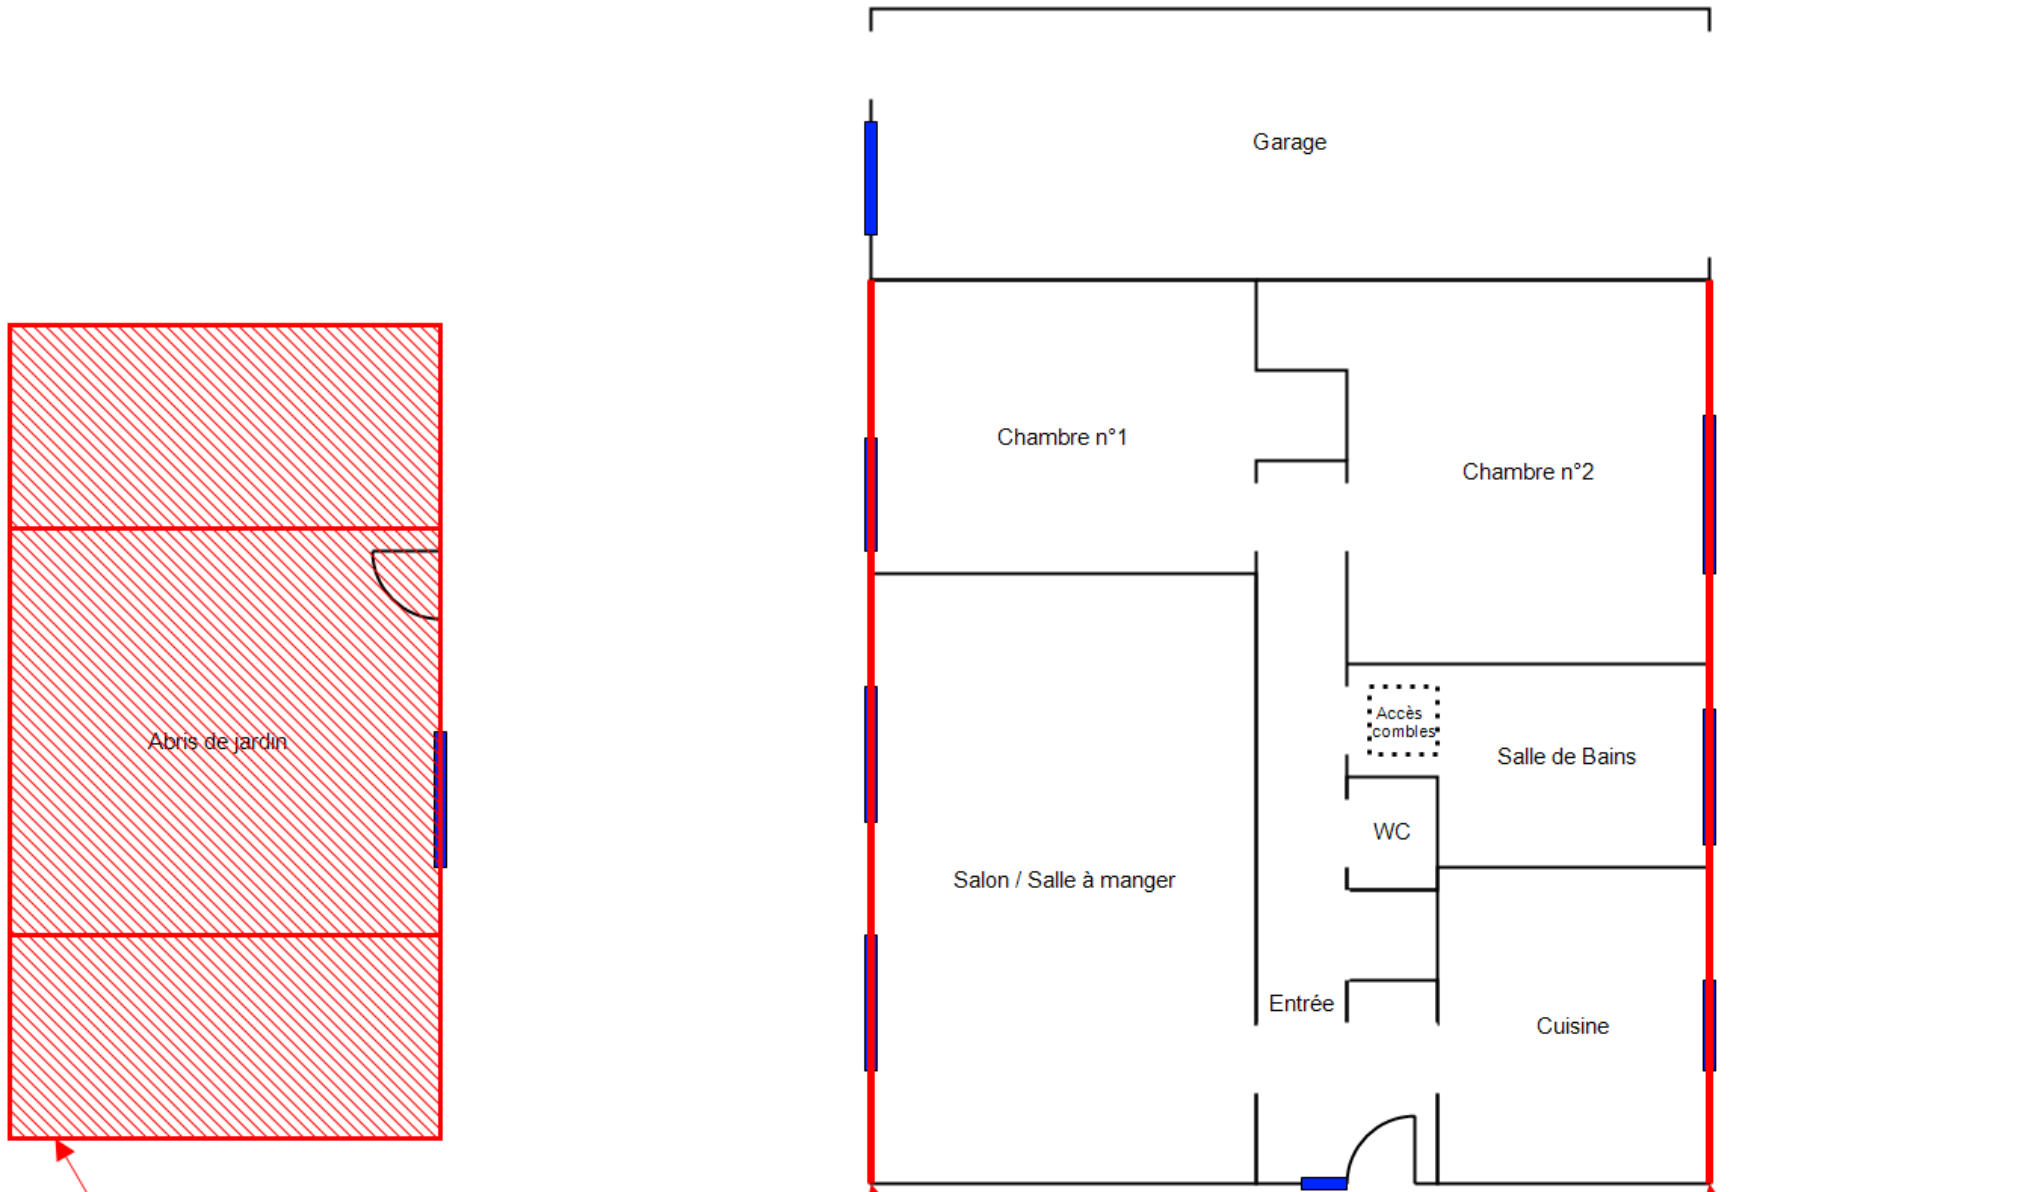 Garage
Chambre n°1
Chambre n°2
Accès
combles
Abris de jardin
Salle de Bains
WC
Salon / Salle à manger
Entrée
Cuisine